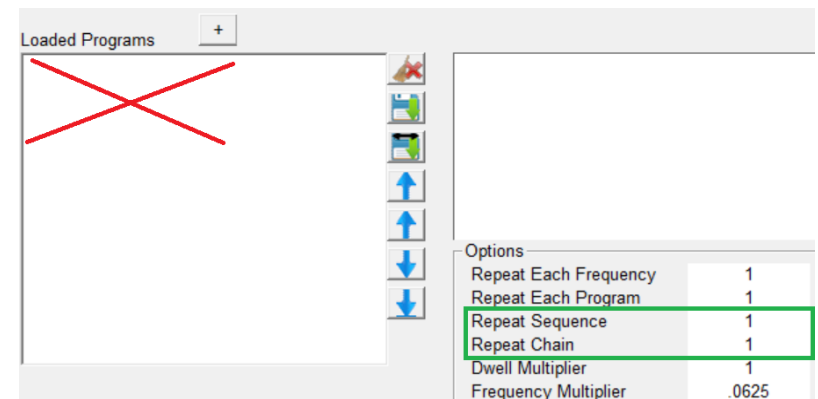 +
Loaded Programs
Options
Repeat Each Frequency 1
Repeat Each Program 1
Repeat Sequence 1
Repeat Chain 1
Dwell Multiplier 1
Frequency Multiplier .0625